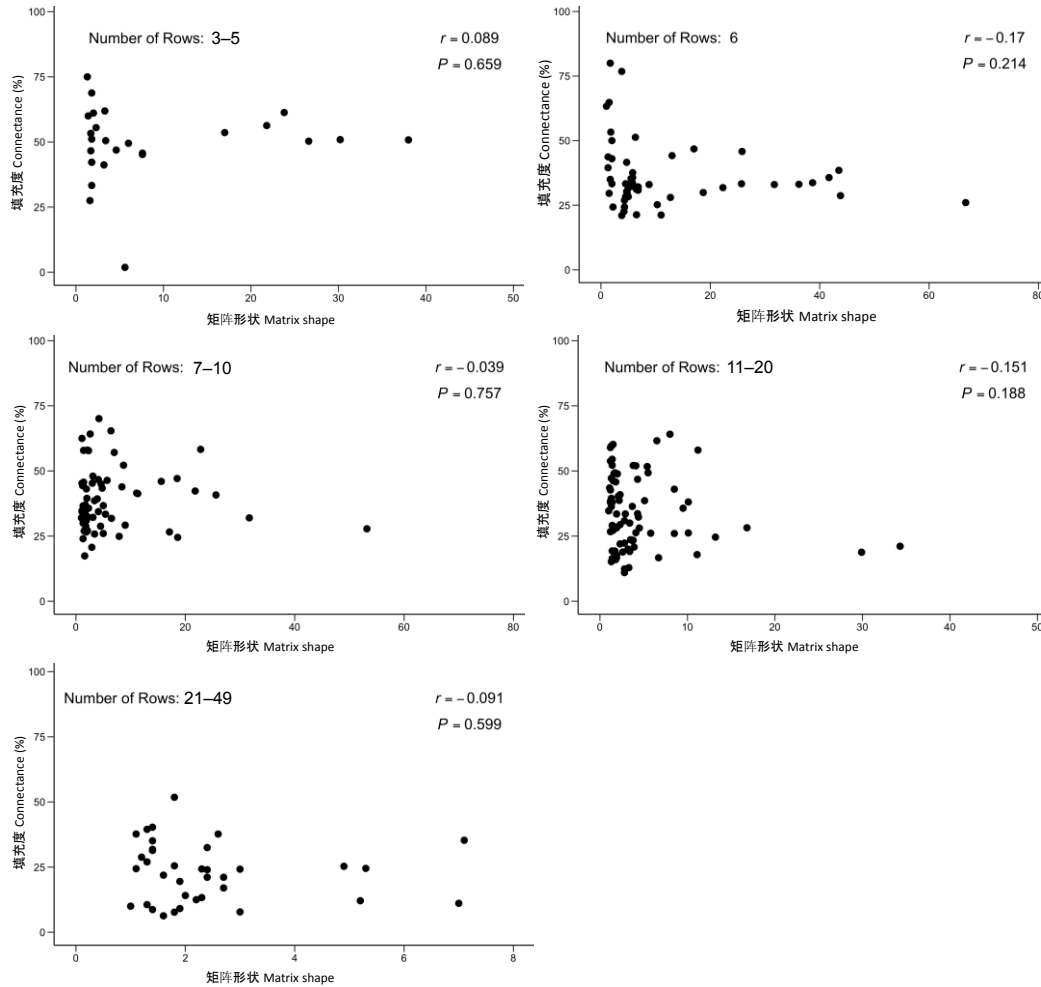 Number of Rows: 3–5
r = 0.089
P = 0.659
100
75
50
25
0
填充度 Connectance (%)
0 10 20 30 40 50
矩阵形状 Matrix shape
Number of Rows: 6
r = −0.17
P = 0.214
100
75
50
25
0
填充度 Connectance (%)
0 20 40 60 80
矩阵形状 Matrix shape
Number of Rows: 7–10
r = −0.039
P = 0.757
100
75
50
25
0
填充度 Connectance (%)
0 20 40 60 80
矩阵形状 Matrix shape
Number of Rows: 11–20
r = −0.151
P = 0.188
100
75
50
25
0
填充度 Connectance (%)
0 10 20 30 40 50
矩阵形状 Matrix shape
Number of Rows: 21–49
r = −0.091
P = 0.599
100
75
50
25
0
填充度 Connectance (%)
0 2 4 6 8
矩阵形状 Matrix shape